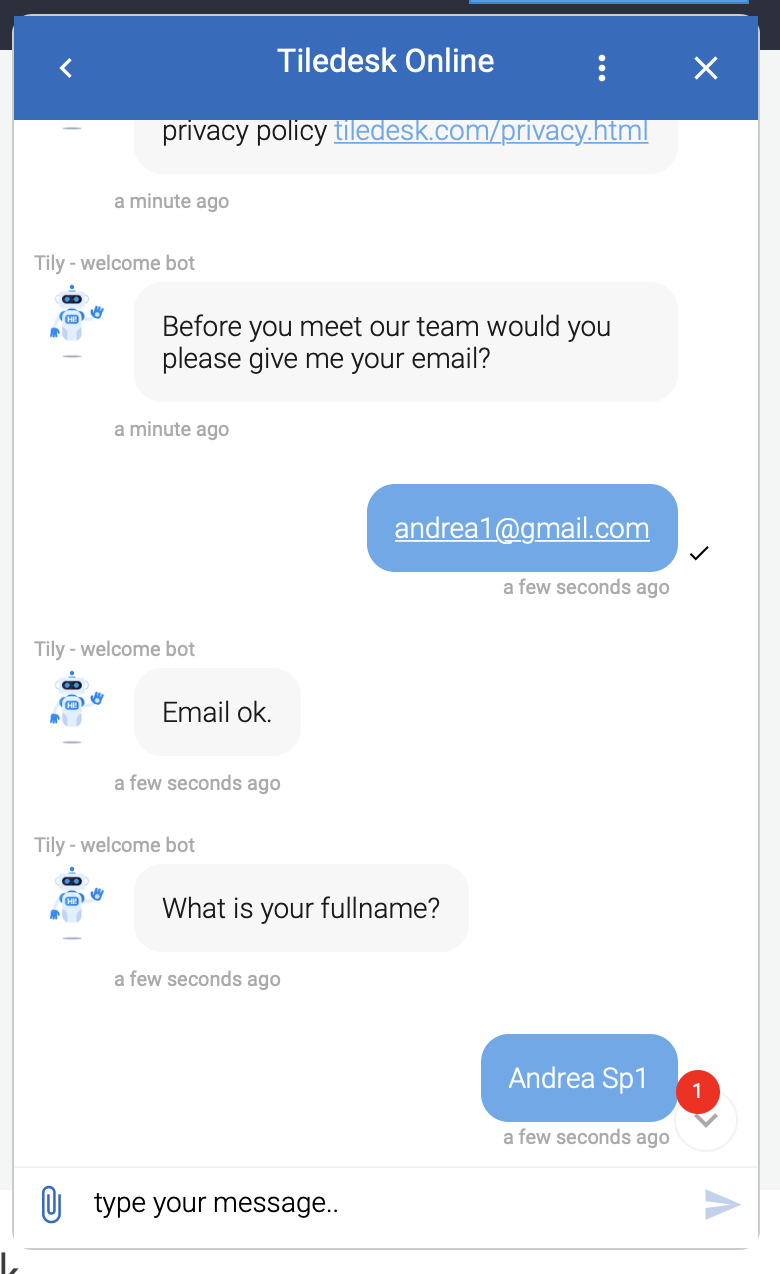 Tiledesk Online
privacy policy tiledesk.com/privacy.html
a minute ago
Tily - welcome bot
HI!
Before you meet our team would you
please give me your email?
a minute ago
andrea1@gmail.com
a few seconds ago
Tily - welcome bot
HI!
Email ok.
a few seconds ago
Tily - welcome bot
HI!
What is your fullname?
a few seconds ago
Andrea Sp1
1
a few seconds ago
type your message..
k